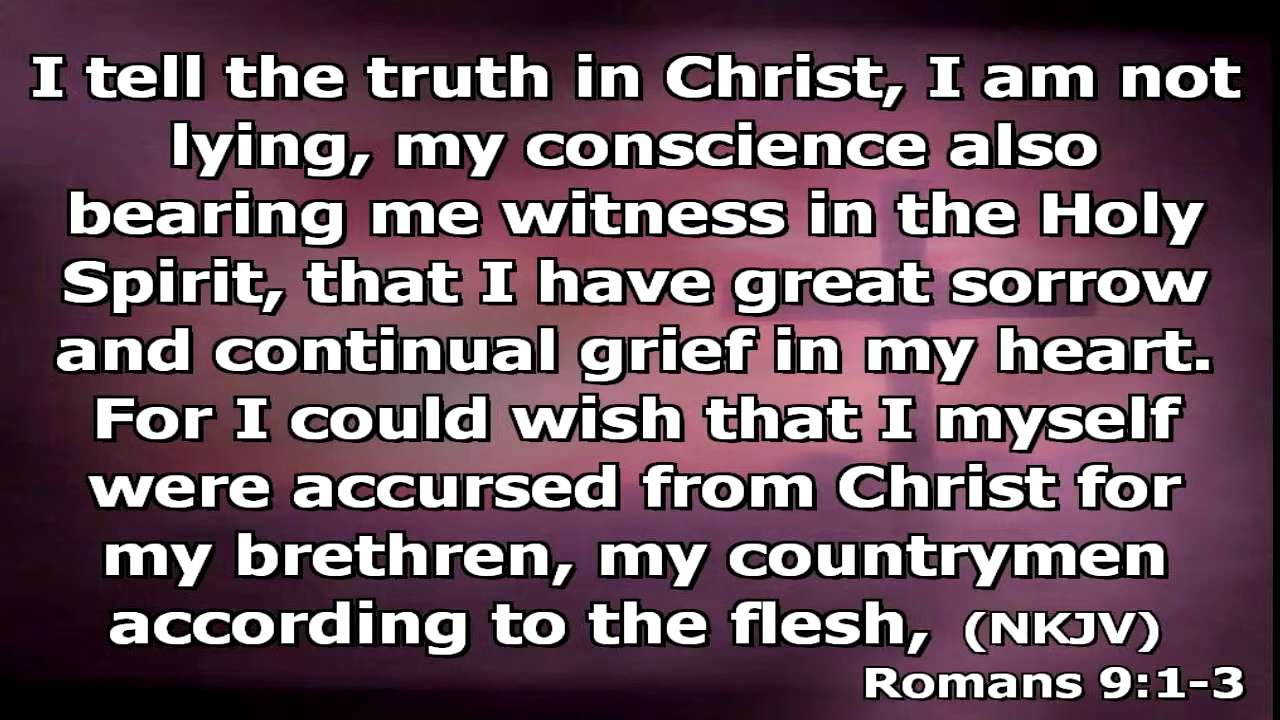 I tell the truth in Christ, I am not
lying, my conscience also
bearing me witness in the Holy
Spirit, that I have great sorrow
and continual grief in my heart.
For I could wish that I myself
were accursed from Christ for
my brethren, my countrymen
according to the flesh, (NKJV)
Romans 9:1-3